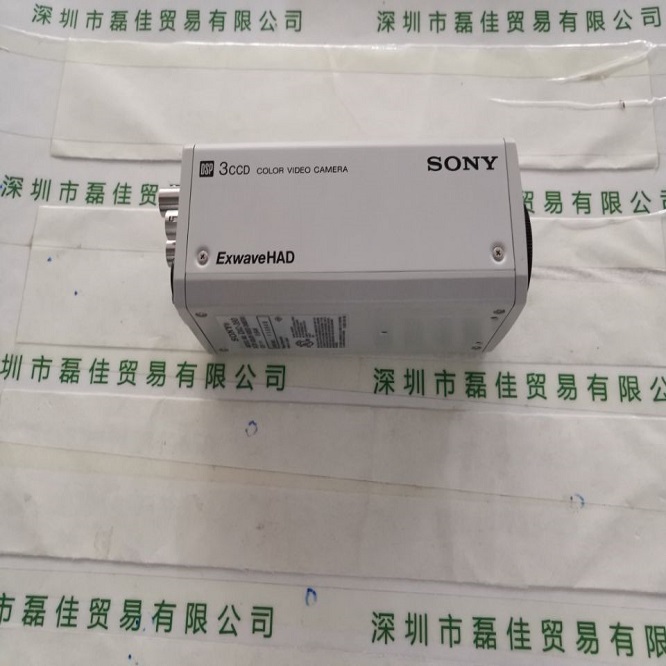 深圳市磊佳贸易有限公司
深圳市磊佳贸易有限公
DSP 3CCD COLOR VIDEO CAMERA
SONY
深圳市磊佳贸
有限公司
ExwaveHAD
SONY
圳市磊佳贸易有限公司
深圳市磊佳贸易有限公
市磊佳贸易有限公司
深圳市磊佳贸易有限公